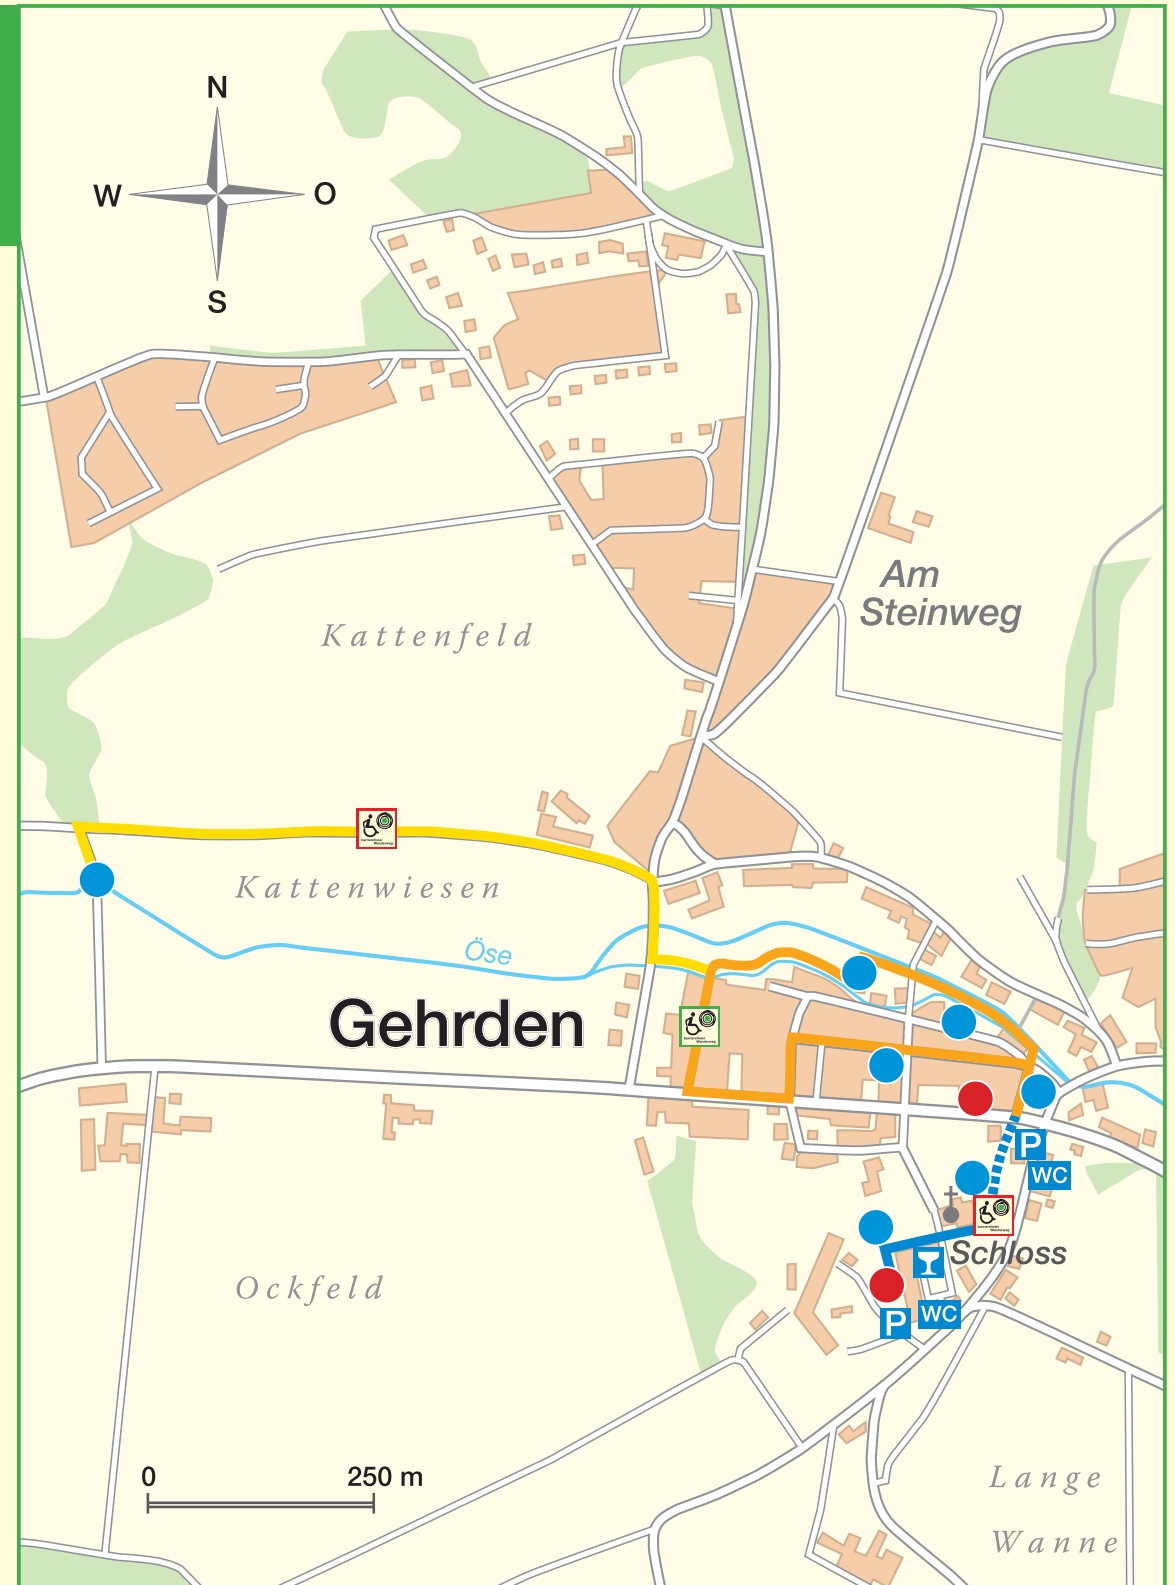 N
W
O
S
Am
Steinweg
Kattenfeld
Kattenwiesen
Öse
Gehrden
P
WC
Schloss
Ockfeld
P
WC
0
250 m
Lange
Wanne